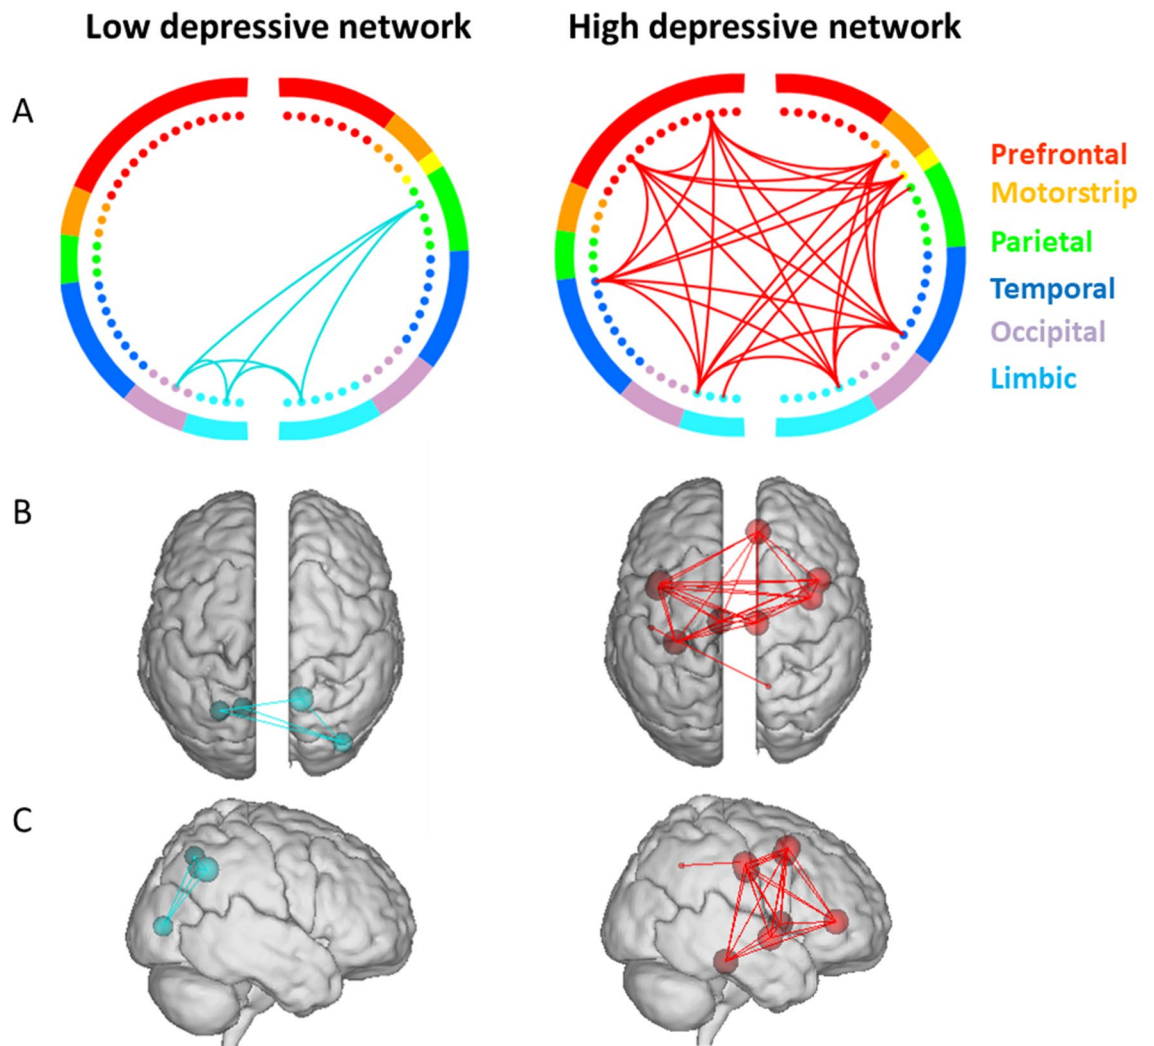 Low depressive network
High depressive network
A
Prefrontal
Motorstrip
Parietal
Temporal
Occipital
Limbic
B
C